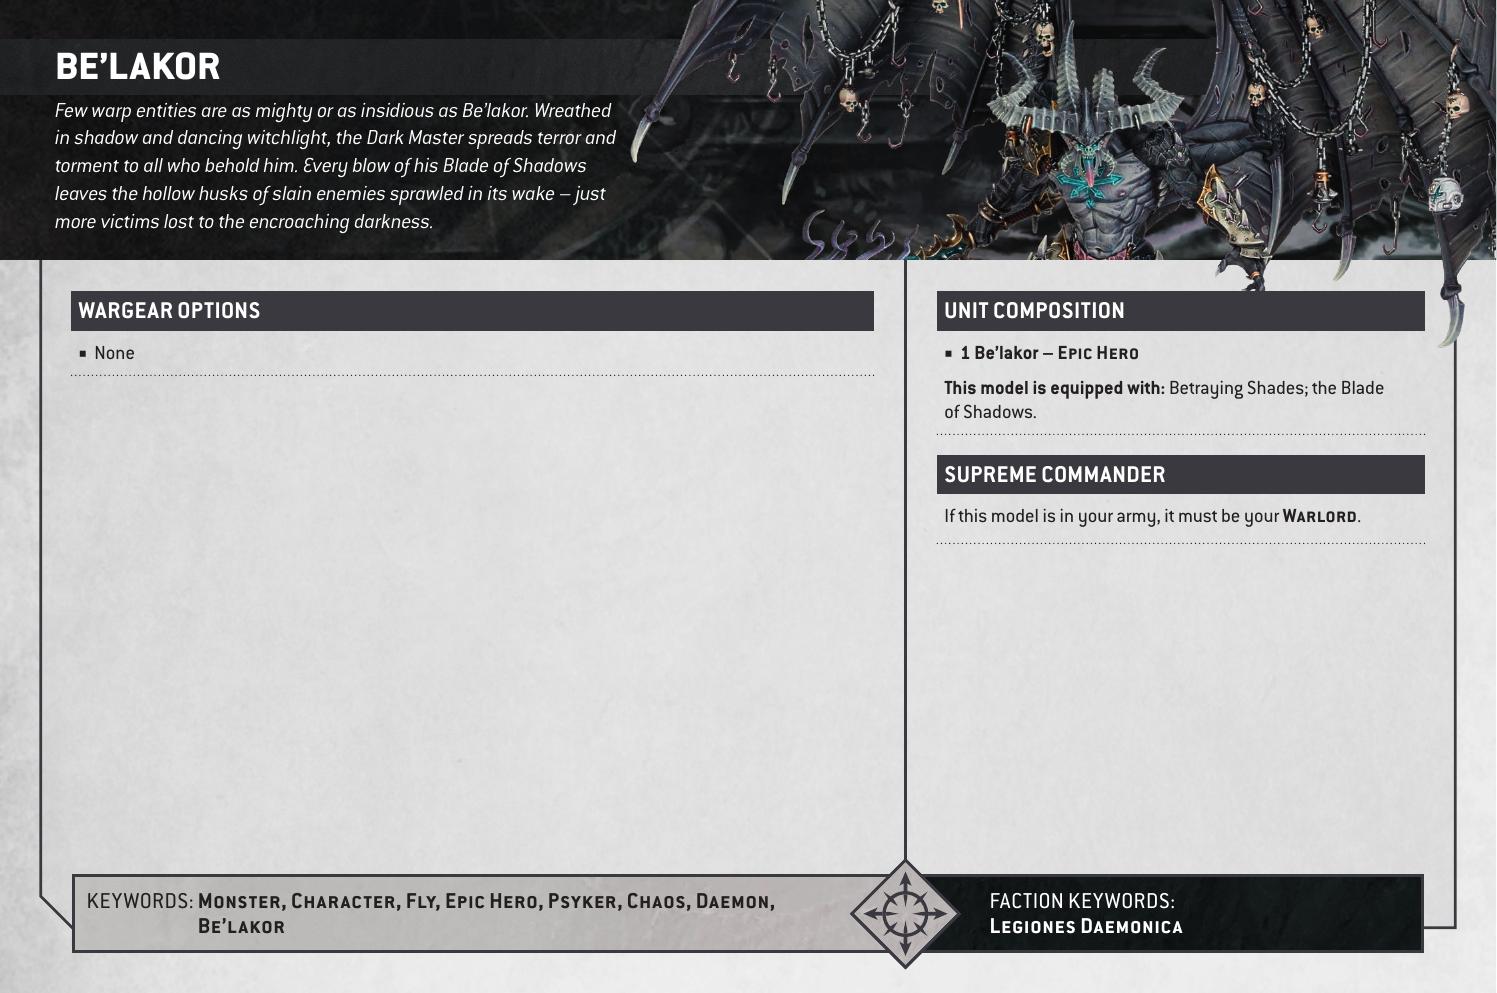 BE’LAKOR
Few warp entities are as mighty or as insidious as Be’lakor. Wreathed
in shadow and dancing witchlight, the Dark Master spreads terror and
torment to all who behold him. Every blow of his Blade of Shadows
leaves the hollow husks of slain enemies sprawled in its wake – just
more victims lost to the encroaching darkness.
WARGEAR OPTIONS
■ None
UNIT COMPOSITION
■ 1 Be’lakor – EPIC HERO
This model is equipped with: Betraying Shades; the Blade
of Shadows.
SUPREME COMMANDER
If this model is in your army, it must be your WARLORD.
KEYWORDS: MONSTER, CHARACTER, FLY, EPIC HERO, PSYKER, CHAOS, DAEMON,
BE’LAKOR
FACTION KEYWORDS:
LEGIONES DAEMONICA